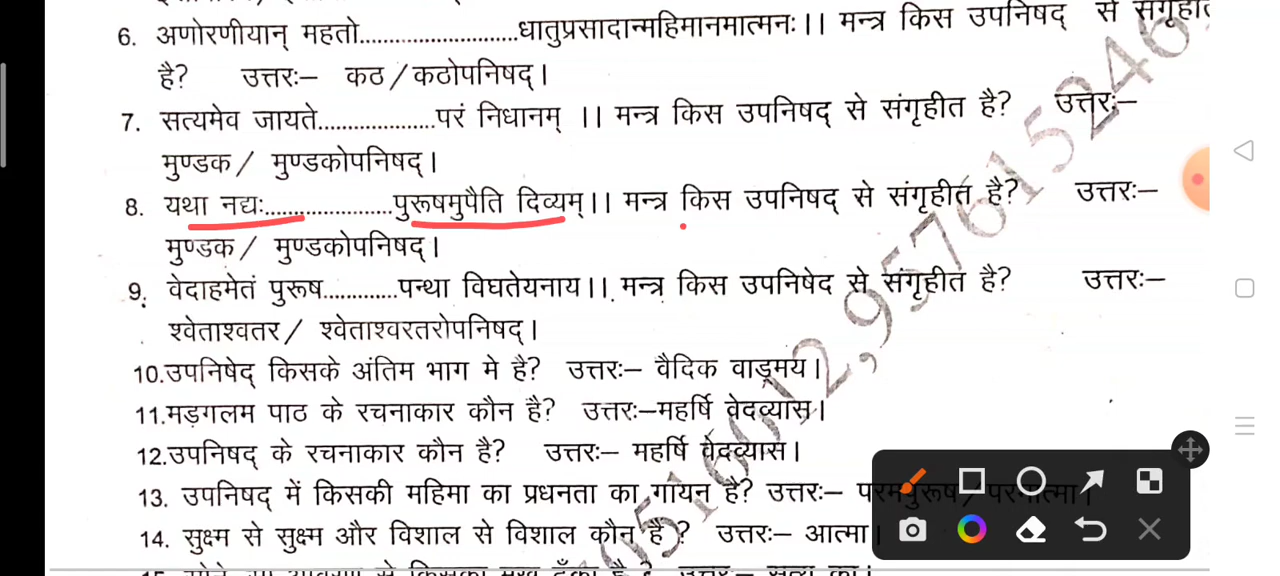 6. अणोरणीयान् महतो..........................धातुप्रसादान्महिमानमात्मनः।। मन्त्र किस उपनिषद् से
है? उत्तरः– कठ/कठोपनिषद्।
7. सत्यमेव जायते....................परं निधानम् ।। मन्त्र किस उपनिषद् से संगृहीत है? उत्तरः–
मुण्डक/ मुण्डकोपनिषद्।
8. यथा नद्यः......................पुरूषमुपैति दिव्यम्।। मन्त्र किस उपनिषद् से संगृहीत है? उत्तरः–
मुण्डक/ मुण्डकोपनिषद्।
9. वेदाहमेतं पुरूष............पन्था विघतेयनाय।। मन्त्र किस उपनिषेद से संगृहीत है? उत्तरः–
श्वेताश्वतर/ श्वेताश्वरतरोपनिषद्।
10.उपनिषेद् किसके अंतिम भाग मे है? उत्तरः– वैदिक वाङ्मय।
11.मड़गलम पाठ के रचनाकार कौन है? उत्तरः–महर्षि वेदव्यास।
12.उपनिषद् के रचनाकार कौन है? उत्तरः– महर्षि वेदव्यास।
13. उपनिषद् में किसकी महिमा का प्रधनता का गायन है? उत्तरः– परमपुरूष/ परमात्मा।
14. सुक्ष्म से सुक्ष्म और विशाल से विशाल कौन है ? उत्तरः– आत्मा।